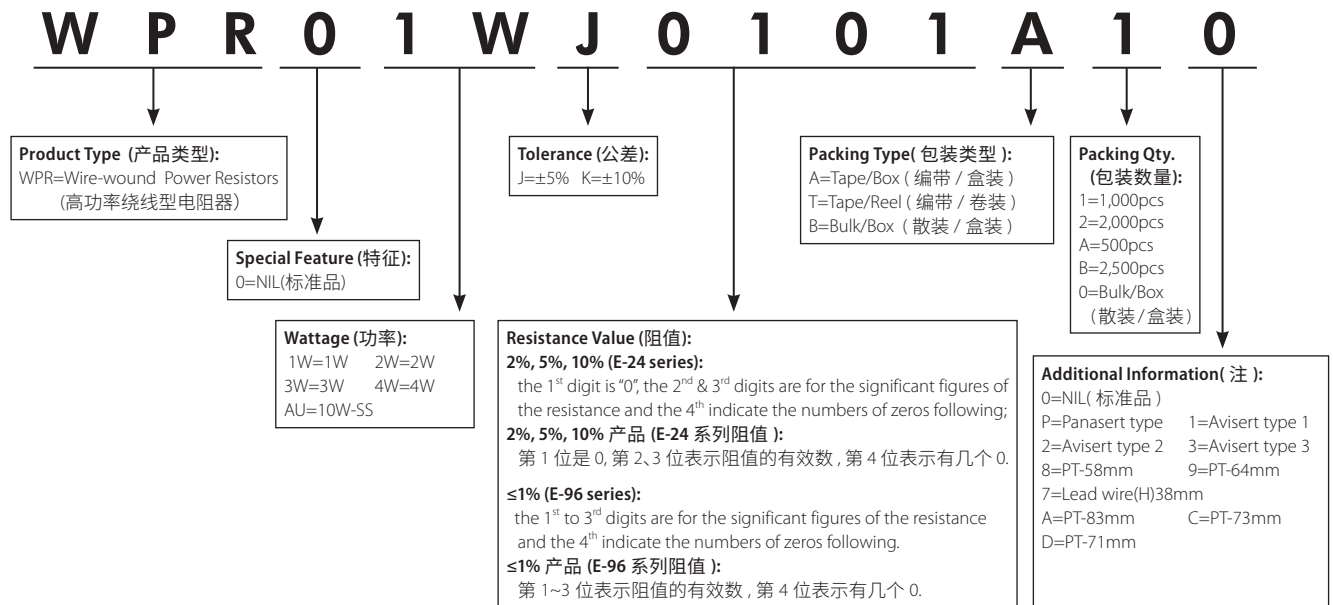 W P R 0 1 W J 0 1 0 1 A 1 0
Product Type (产品类型):
WPR=Wire-wound Power Resistors
(高功率绕线型电阻器)
Special Feature (特征):
0=NIL(标准品)
Wattage (功率):
1W=1W 2W=2W
3W=3W 4W=4W
AU=10W-SS
Tolerance (公差):
J=±5% K=±10%
Resistance Value (阻值):
2%, 5%, 10% (E-24 series):
the 1st digit is “0”, the 2nd & 3rd digits are for the significant figures of
the resistance and the 4th indicate the numbers of zeros following;
2%, 5%, 10% 产品 (E-24 系列阻值 ):
第 1 位是 0, 第 2、3 位表示阻值的有效数 , 第 4 位表示有几个 0.
≤1% (E-96 series):
the 1st to 3rd digits are for the significant figures of the resistance
and the 4th indicate the numbers of zeros following.
≤1% 产品 (E-96 系列阻值 ):
第 1~3 位表示阻值的有效数 , 第 4 位表示有几个 0.
Packing Type( 包装类型 ):
A=Tape/Box ( 编带 / 盒装 )
T=Tape/Reel ( 编带 / 卷装 )
B=Bulk/Box ( 散装 / 盒装 )
Packing Qty.
(包装数量):
1=1,000pcs
2=2,000pcs
A=500pcs
B=2,500pcs
0=Bulk/Box
(散装/盒装)
Additional Information( 注 ):
0=NIL( 标准品 )
P=Panasert type 1=Avisert type 1
2=Avisert type 2 3=Avisert type 3
8=PT-58mm 9=PT-64mm
7=Lead wire(H)38mm
A=PT-83mm C=PT-73mm
D=PT-71mm